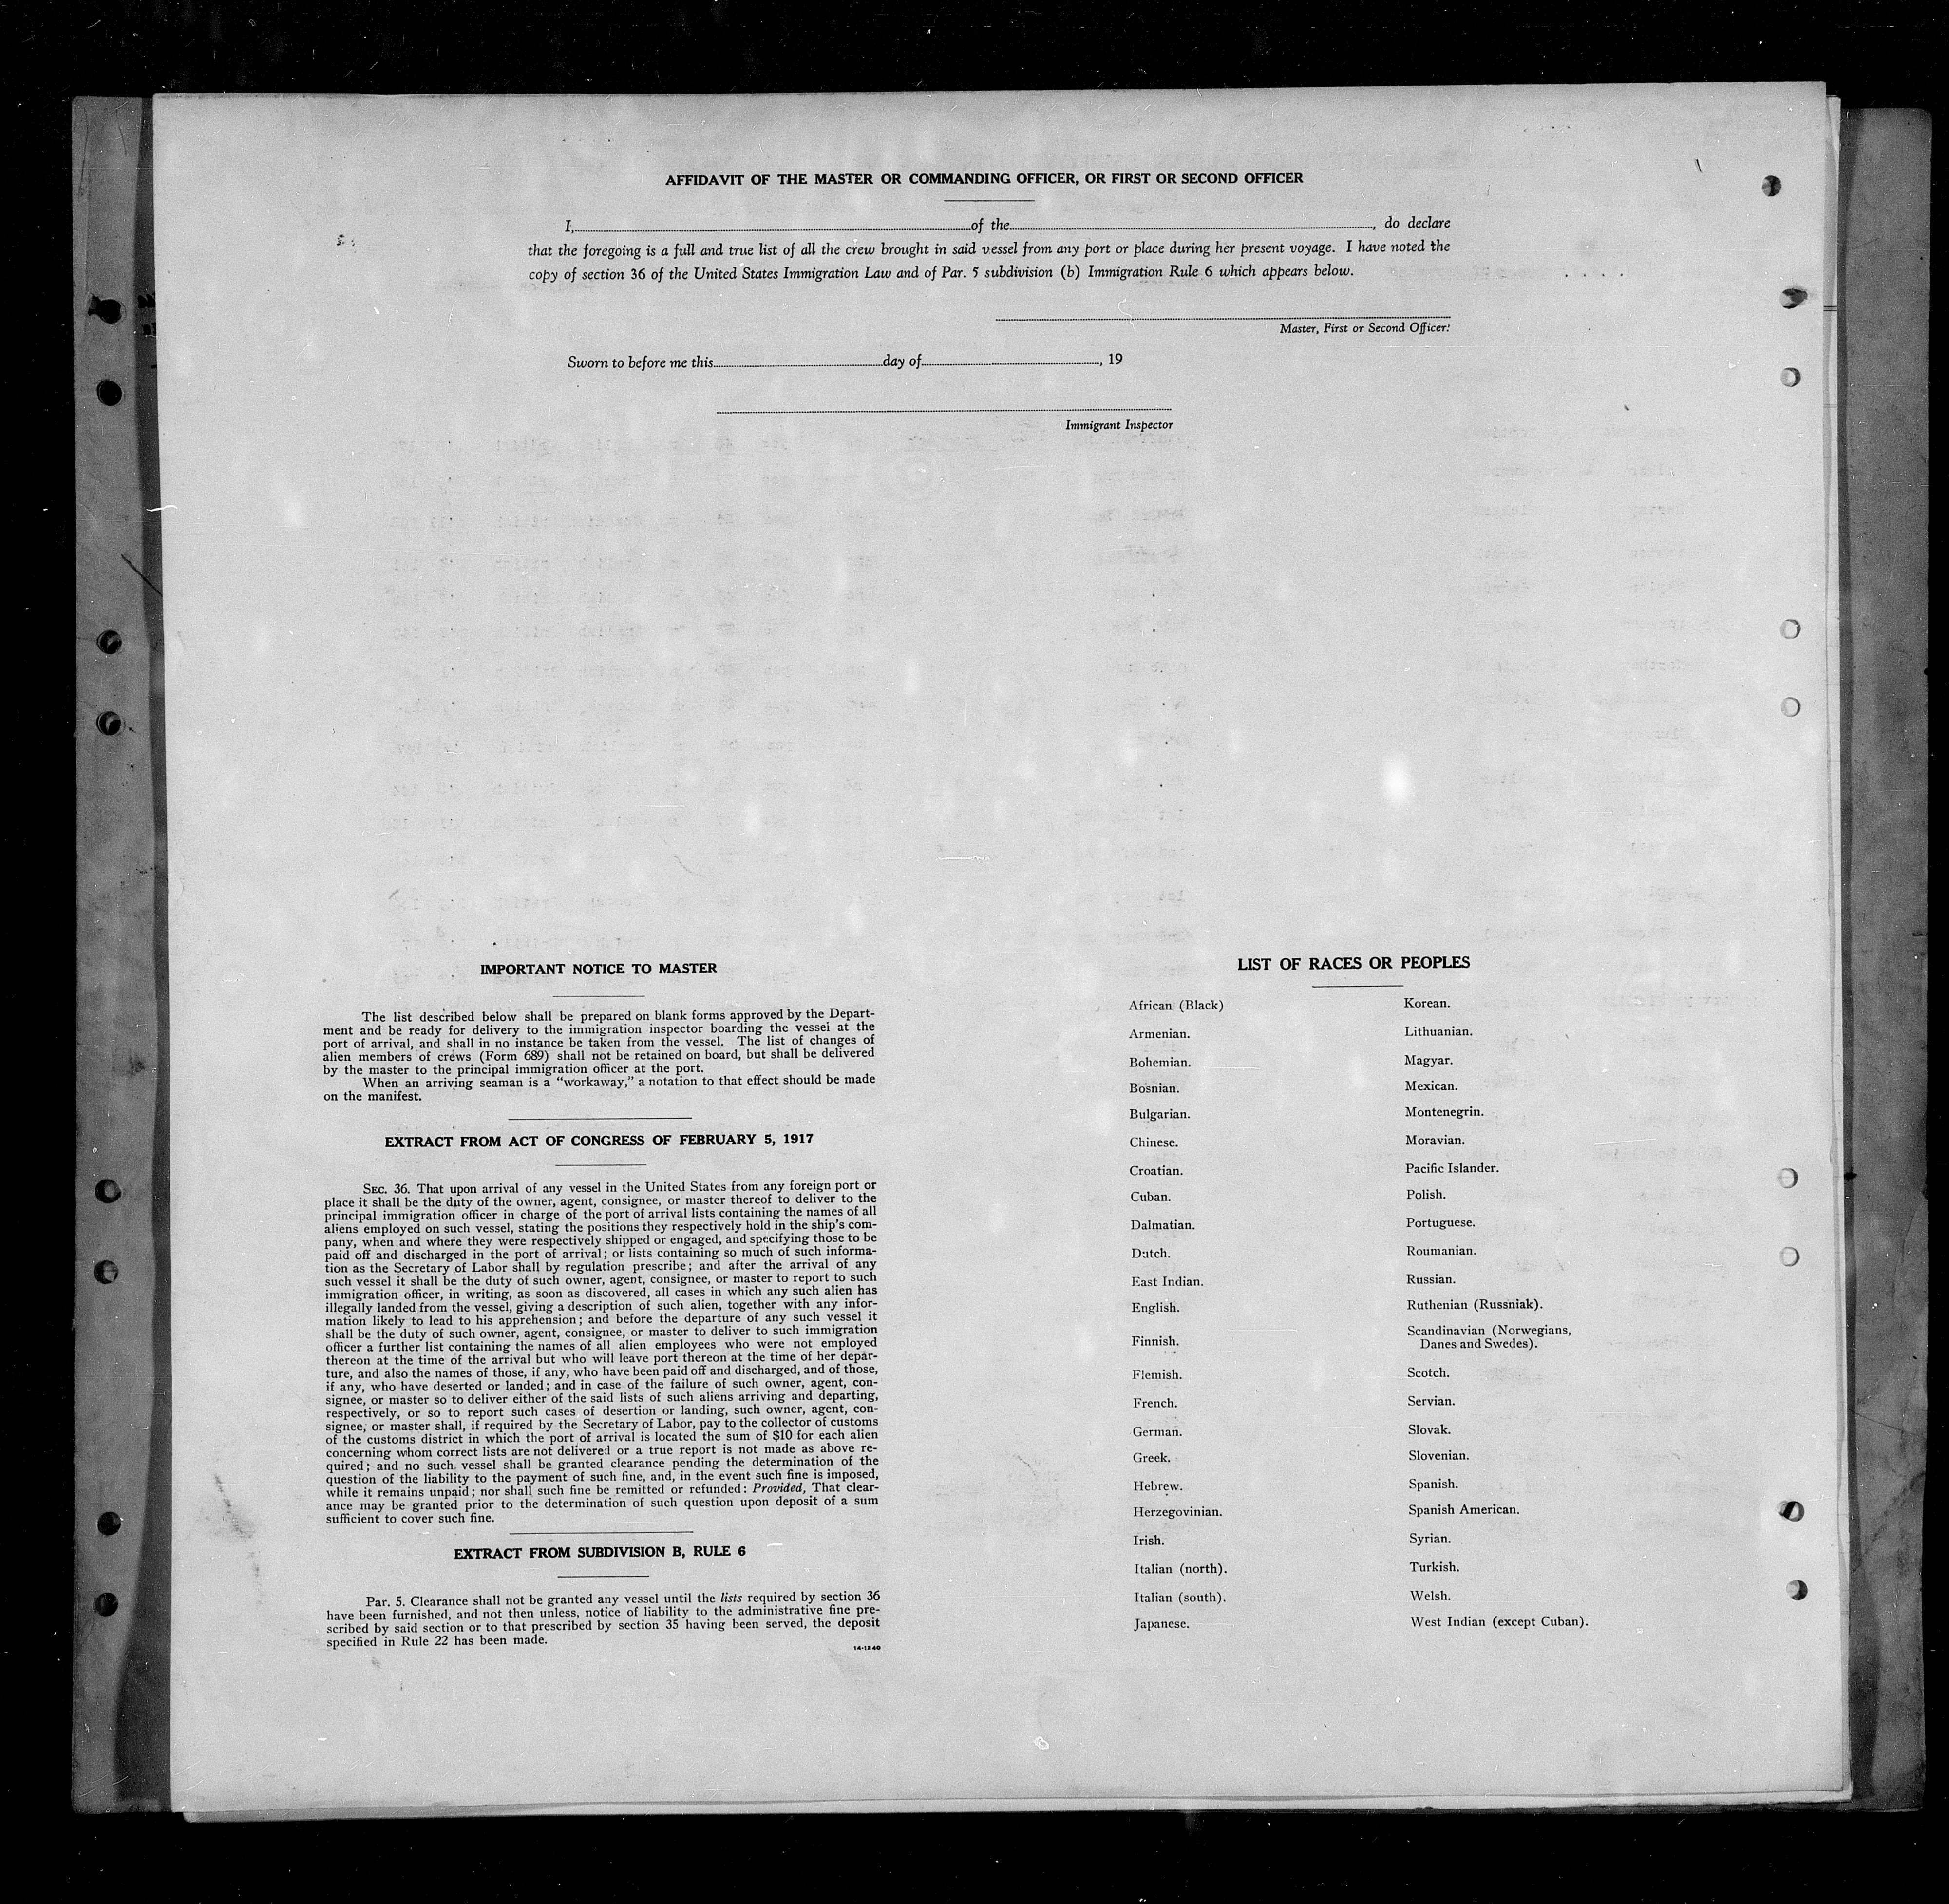 AFFIDAVIT OF THE MASTER OR COMMANDING OFFICER, OR FIRST OR SECOND OFFICER
I, of the , do declare
that the foregoing is a full and true list of all the crew brought in said vessel from any port or place during her present voyage. I have noted the
copy of section 36 of the United States Immigration Law and of Par. 5 subdivision (b) Immigration Rule 6 which appears below.
Master, First or Second Officer.
Sworn to before me this day of , 19
Immigrant Inspector
IMPORTANT NOTICE TO MASTER
The list described below shall be prepared on blank forms approved by the Depart-
ment and be ready for delivery to the immigration inspector boarding the vessel at the
port of arrival, and shall in no instance be taken from the vessel. The list of changes of
alien members of crews (Form 689) shall not be retained on board, but shall be delivered
by the master to the principal immigration officer at the port.
When an arriving seaman is a "workaway," a notation to that effect should be made
on the manifest.
EXTRACT FROM ACT OF CONGRESS OF FEBRUARY 5, 1917
SEC. 36. That upon arrival of any vessel in the United States from any foreign port or
place it shall be the duty of the owner, agent, consignee, or master thereof to deliver to the
principal immigration officer in charge of the port of arrival lists containing the names of all
aliens employed on such vessel, stating the positions they respectively hold in the ship's com-
pany, when and where they were respectively shipped or engaged, and specifying those to be
paid off and discharged in the port of arrival; or lists containing so much of such informa-
tion as the Secretary of Labor shall by regulation prescribe; and after the arrival of any
such vessel it shall be the duty of such owner, agent, consignee, or master to report to such
immigration officer, in writing, as soon as discovered, all cases in which any such alien has
illegally landed from the vessel, giving a description of such alien, together with any infor-
mation likely to lead to his apprehension; and before the departure of any such vessel it
shall be the duty of such owner, agent, consignee, or master to deliver to such immigration
officer a further list containing the names of all alien employees who were not employed
thereon at the time of the arrival but who will leave port thereon at the time of her depar-
ture, and also the names of those, if any, who have been paid off and discharged, and of those,
if any, who have deserted or landed; and in case of the failure of such owner, agent, con-
signee, or master so to deliver either of the said lists of such aliens arriving and departing,
respectively, or so to report such cases of desertion or landing, such owner, agent, con-
signee, or master shall, if required by the Secretary of Labor, pay to the collector of customs
of the customs district in which the port of arrival is located the sum of $10 for each alien
concerning whom correct lists are not delivered or a true report is not made as above re-
quired; and no such vessel shall be granted clearance pending the determination of the
question of the liability to the payment of such fine, and, in the event such fine is imposed,
while it remains unpaid; nor shall such fine be remitted or refunded: Provided, That clear-
ance may be granted prior to the determination of such question upon deposit of a sum
sufficient to cover such fine.
EXTRACT FROM SUBDIVISION B, RULE 6
Par. 5. Clearance shall not be granted any vessel until the lists required by section 36
have been furnished, and not then unless, notice of liability to the administrative fine pre-
scribed by said section or to that prescribed by section 35 having been served, the deposit
specified in Rule 22 has been made.
14-1240
LIST OF RACES OR PEOPLES
African (Black)
Armenian.
Bohemian.
Bosnian.
Bulgarian.
Chinese.
Croatian.
Cuban.
Dalmatian.
Dutch.
East Indian.
English.
Finnish.
Flemish.
French.
German.
Greek.
Hebrew.
Herzegovinian.
Irish.
Italian (north).
Italian (south).
Japanese.
Korean.
Lithuanian.
Magyar.
Mexican.
Montenegrin.
Moravian.
Pacific Islander.
Polish.
Portuguese.
Roumanian.
Russian.
Ruthenian (Russniak).
Scandinavian (Norwegians,
Danes and Swedes).
Scotch.
Servian.
Slovak.
Slovenian.
Spanish.
Spanish American.
Syrian.
Turkish.
Welsh.
West Indian (except Cuban).